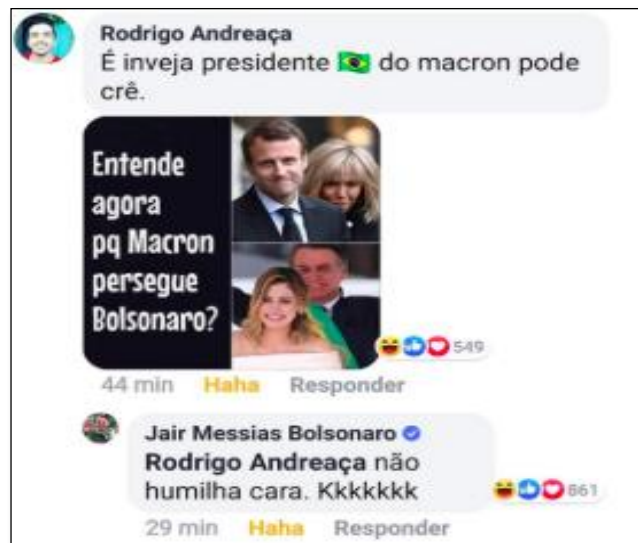 Rodrigo Andreaça
É inveja presidente 🇧🇷 do macron pode
crê.
Entende
agora
pq Macron
persegue
Bolsonaro?
549
44 min Haha Responder
Jair Messias Bolsonaro
Rodrigo Andreaça não
humilha cara. Kkkkkkk
861
29 min Haha Responder